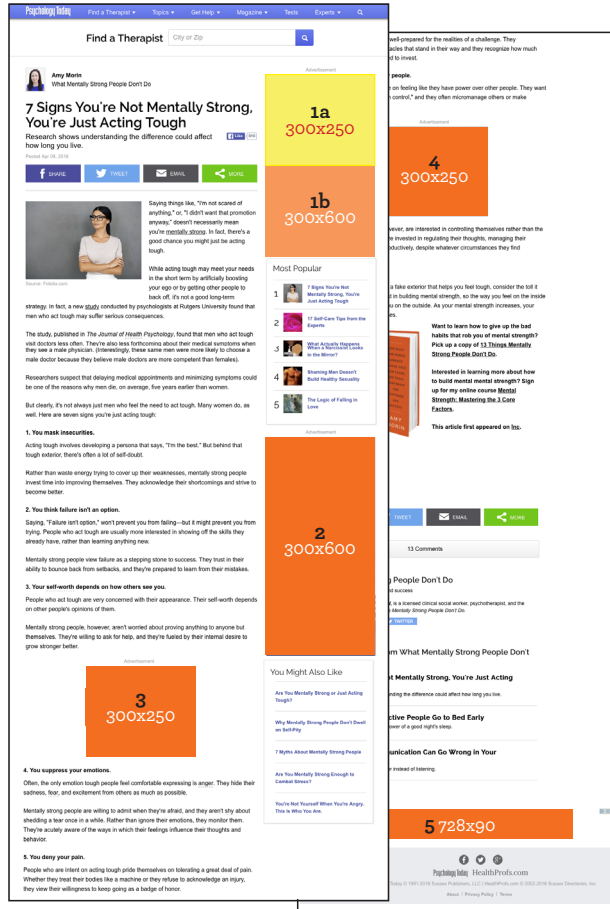 Psychology Today Find a Therapist Topics Get Help Magazine Tests Experts
Find a Therapist City or Zip
Amy Morin
What Mentally Strong People Don't Do
7 Signs You're Not Mentally Strong,
You're Just Acting Tough
Research shows understanding the difference could affect
how long you live.
Posted Apr 09, 2016
Like
SHARE TWEET EMAIL MORE
Saying things like, "I'm not scared of
anything," or, "I didn't want that promotion
anyway," doesn't necessarily mean
you're mentally strong. In fact, there's a
good chance you might just be acting
tough.
Source: Fotolia.com
While acting tough may meet your needs
in the short term by artificially boosting
your ego or by getting other people to
back off, it's not a good long-term
strategy. In fact, a new study conducted by psychologists at Rutgers University found that
men who act tough may suffer serious consequences.
The study, published in The Journal of Health Psychology, found that men who act tough
visit doctors less often. They're also less forthcoming about their medical symptoms when
they see a male physician. (Interestingly, these same men were more likely to choose a
male doctor because they believe male doctors are more competent than females).
Researchers suspect that delaying medical appointments and minimizing symptoms could
be one of the reasons why men die, on average, five years earlier than women.
But clearly, it's not always just men who feel the need to act tough. Many women do, as
well. Here are seven signs you're just acting tough:
1. You mask insecurities.
Acting tough involves developing a persona that says, "I'm the best." But behind that
tough exterior, there's often a lot of self-doubt.
Rather than waste energy trying to cover up their weaknesses, mentally strong people
invest time into improving themselves. They acknowledge their shortcomings and strive to
become better.
2. You think failure isn't an option.
Saying, "Failure isn't option," won't prevent you from failing—but it might prevent you from
trying. People who act tough are usually more interested in showing off the skills they
already have, rather than learning anything new.
Mentally strong people view failure as a stepping stone to success. They trust in their
ability to bounce back from setbacks, and they're prepared to learn from their mistakes.
3. Your self-worth depends on how others see you.
People who act tough are very concerned with their appearance. Their self-worth depends
on other people's opinions of them.
Mentally strong people, however, aren't worried about proving anything to anyone but
themselves. They're willing to ask for help, and they're fueled by their internal desire to
grow stronger better.
Advertisement
3
300x250
4. You suppress your emotions.
Often, the only emotion tough people feel comfortable expressing is anger. They hide their
sadness, fear, and excitement from others as much as possible.
Mentally strong people are willing to admit when they're afraid, and they aren't shy about
shedding a tear once in a while. Rather than ignore their emotions, they monitor them.
They're acutely aware of the ways in which their feelings influence their thoughts and
behavior.
5. You deny your pain.
People who are intent on acting tough pride themselves on tolerating a great deal of pain.
Whether they treat their bodies like a machine or they refuse to acknowledge an injury,
they view their willingness to keep going as a badge of honor.
Advertisement
1a
300x250
1b
300x600
Most Popular
1 7 Signs You're Not
Mentally Strong, You're
Just Acting Tough
2 17 Self-Care Tips from the
Experts
3 What Actually Happens
When a Narcissist Looks
in the Mirror?
4 Shaming Men Doesn't
Build Healthy Sexuality
5 The Logic of Falling in
Love
Advertisement
2
300x600
You Might Also Like
Are You Mentally Strong or Just Acting
Tough?
Why Mentally Strong People Don't Dwell
on Self-Pity
7 Myths About Mentally Strong People
Are You Mentally Strong Enough to
Combat Stress?
You're Not Yourself When You're Angry.
This Is Who You Are.
well-prepared for the realities of a challenge. They
acles that stand in their way and they recognize how much
d to invest.
people.
e on feeling like they have power over other people. They want
control," and they often micromanage others or make
Advertisement
4
300x250
wever, are interested in controlling themselves rather than the
re invested in regulating their thoughts, managing their
ductively, despite whatever circumstances they find
a fake exterior that helps you feel tough, consider the toll it
t in building mental strength, so the way you feel on the inside
u on the outside. As your mental strength increases, your
es.
Want to learn how to give up the bad
habits that rob you of mental strength?
Pick up a copy of 13 Things Mentally
Strong People Don't Do.
Interested in learning more about how
to build mental mental strength? Sign
up for my online course Mental
Strength: Mastering the 3 Core
Factors.
AMY
ORIN
This article first appeared on Inc.
TWEET EMAIL MORE
13 Comments
g People Don't Do
d success
l, is a licensed clinical social worker, psychotherapist, and the
Mentally Strong People Don't Do.
TWITTER
m What Mentally Strong People Don't
t Mentally Strong, You're Just Acting
nding the difference could affect how long you live.
ctive People Go to Bed Early
ower of a good night's sleep.
unication Can Go Wrong in Your
r instead of listening.
5 728x90
Psychology Today HealthProfs.com
Today © 1991-2016 Sussex Publishers, LLC | HealthProfs.com © 2002-2016 Sussex Directories, Inc.
About | Privacy Policy | Terms